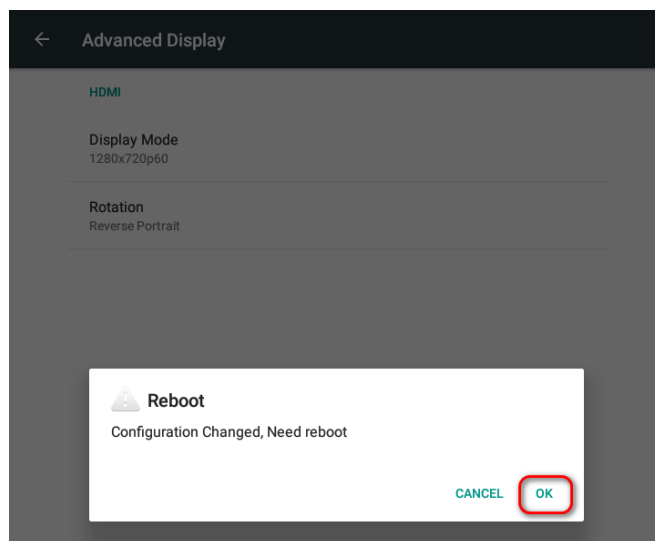 Advanced Display
HDMI
Display Mode
1280x720p60
Rotation
Reverse Portrait
Reboot
Configuration Changed, Need reboot
CANCEL OK